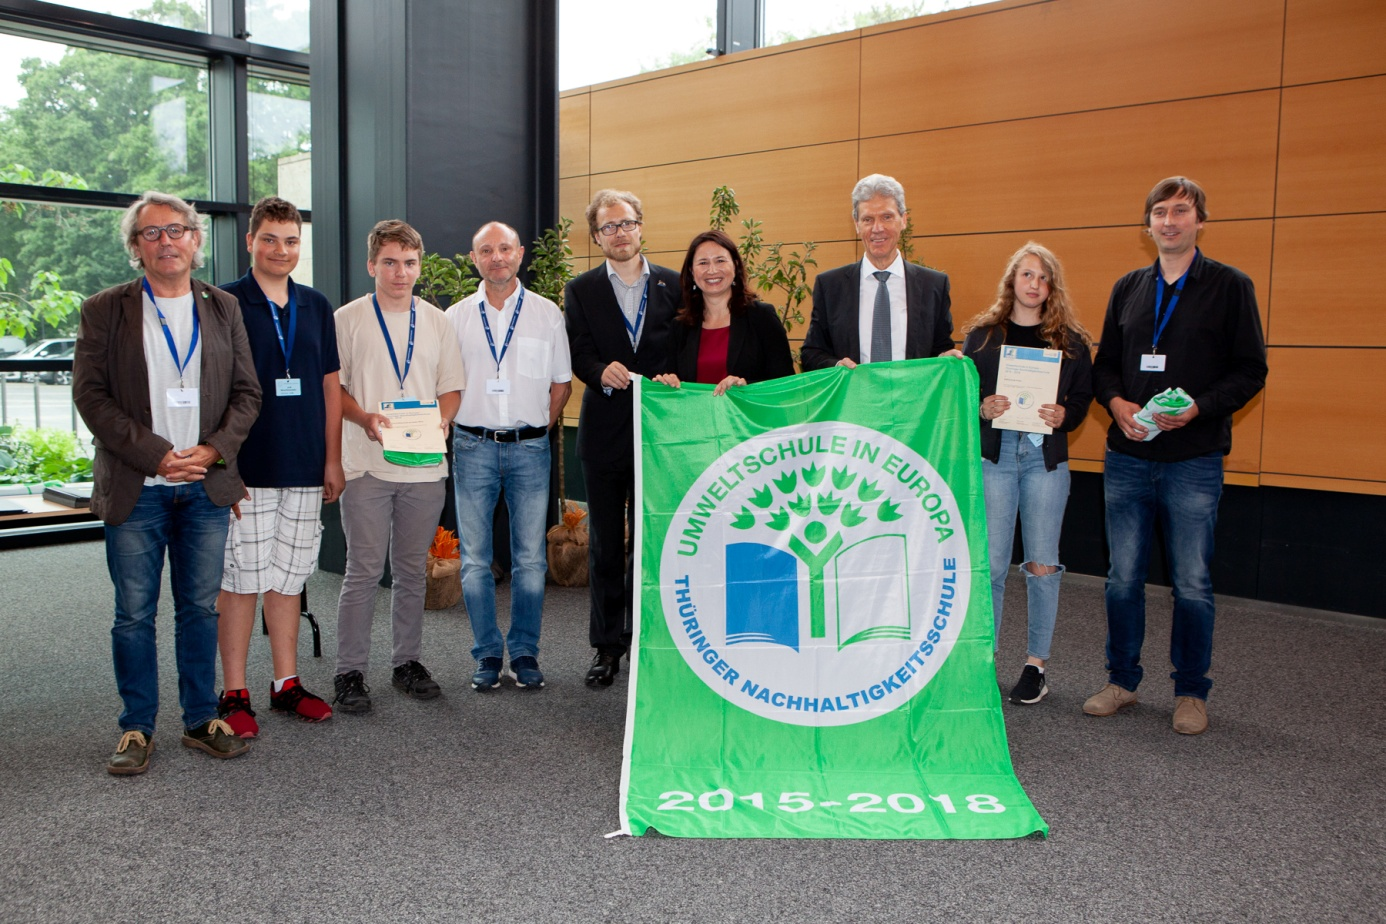 UMWELTSCHULE IN EUROPA
THÜRINGER NACHHALTIGKEITSSCHULE
2015-2018